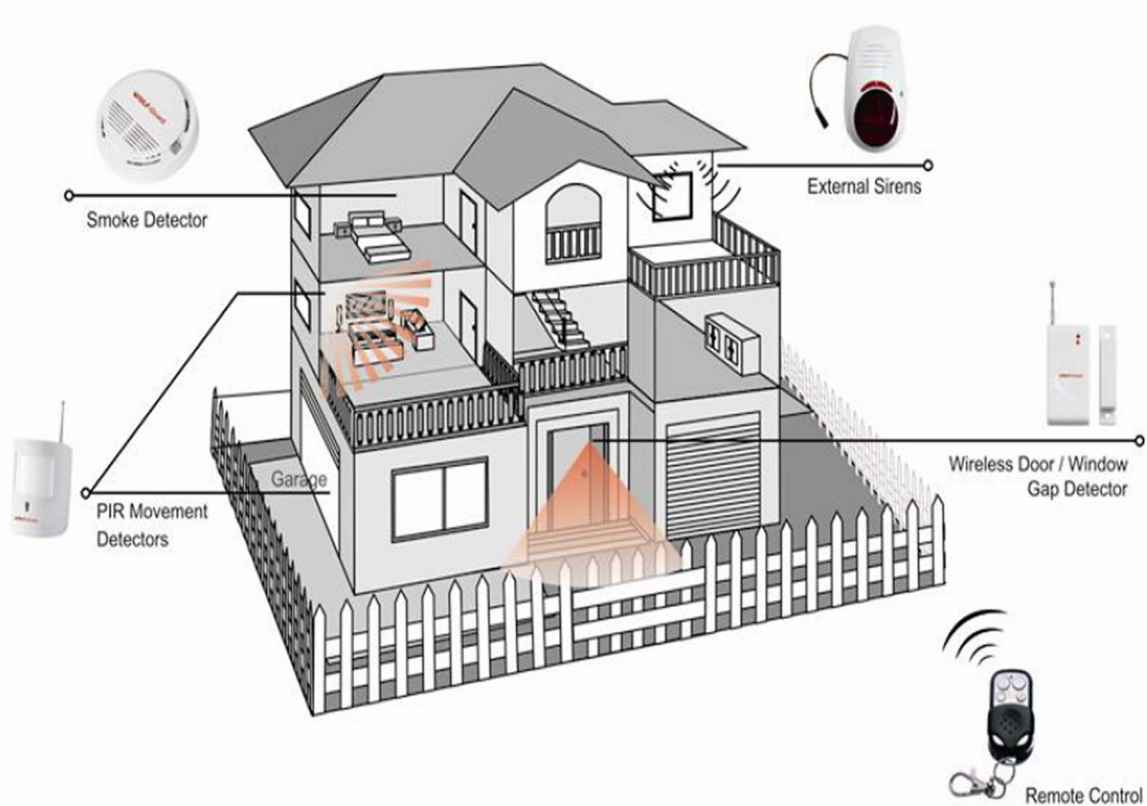 Smoke Detector
External Sirens
Garage
PIR Movement
Detectors
Wireless Door / Window
Gap Detector
Remote Control